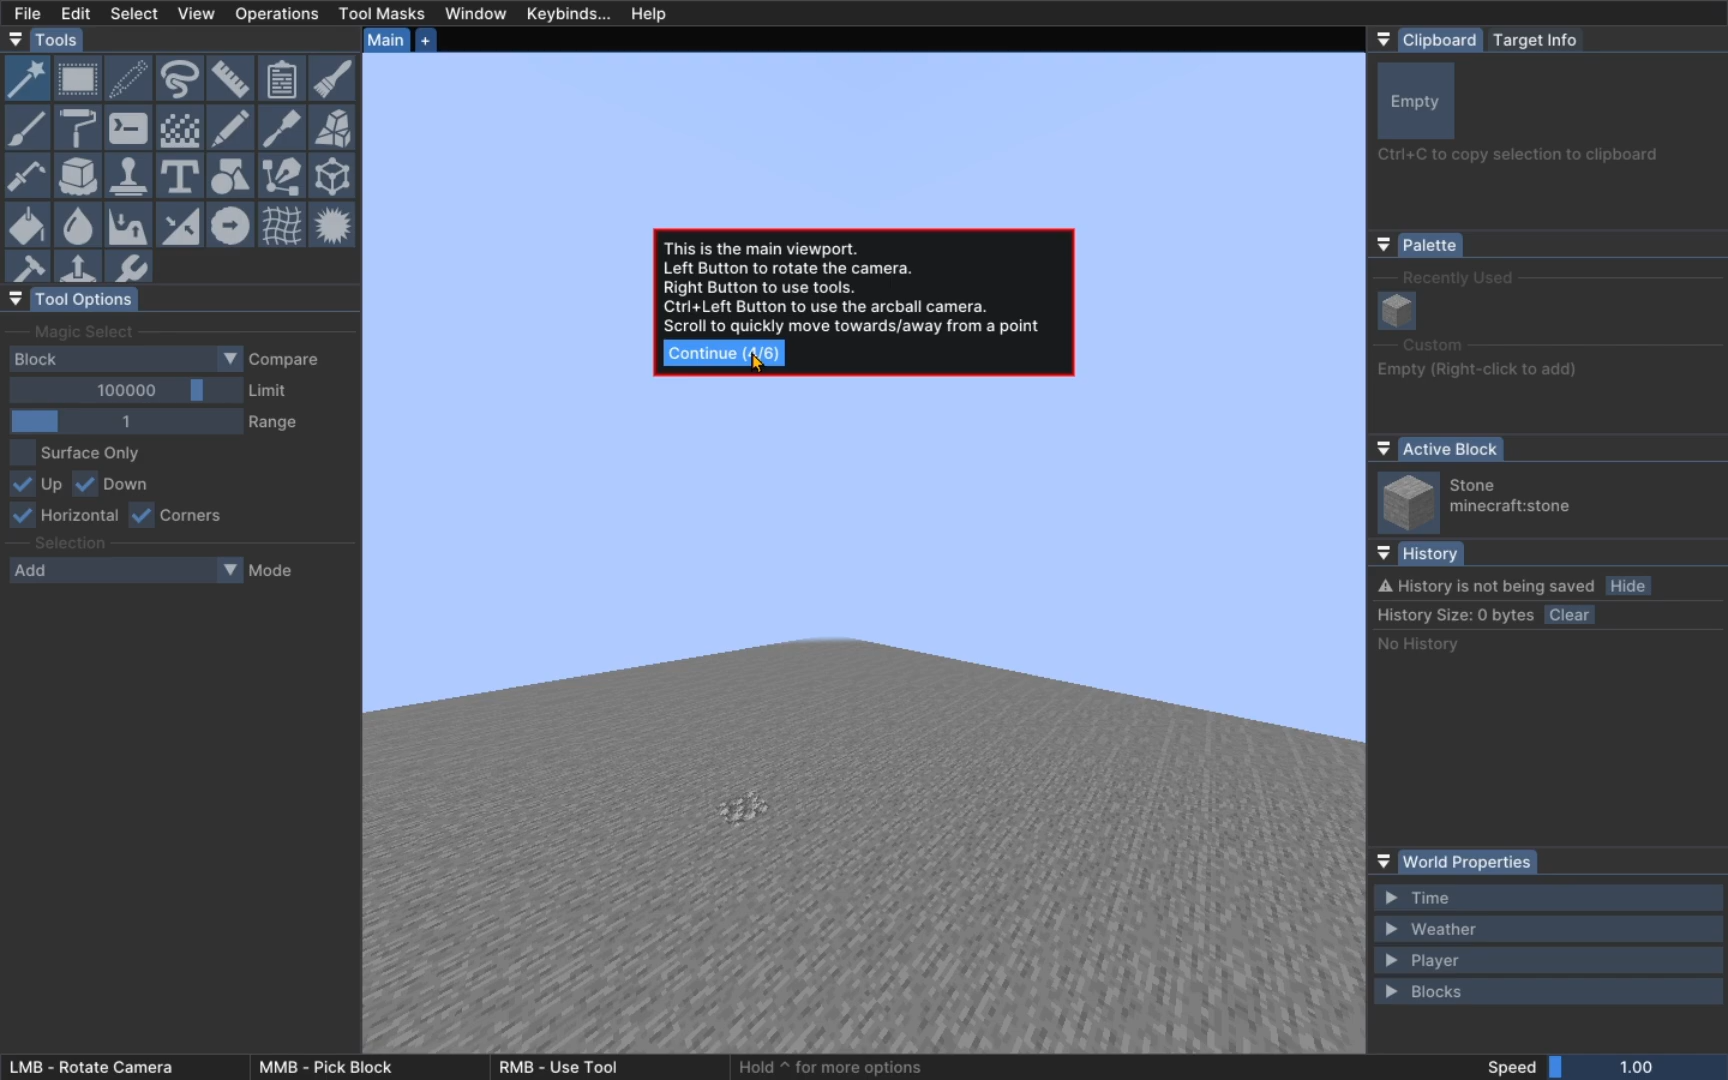 File Edit Select View Operations Tool Masks Window Keybinds... Help
Tools
Tool Options
Magic Select
Block Compare
100000 Limit
1 Range
Surface Only
Up Down
Horizontal Corners
Selection
Add Mode
Main +
This is the main viewport.
Left Button to rotate the camera.
Right Button to use tools.
Ctrl+Left Button to use the arcball camera.
Scroll to quickly move towards/away from a point
Continue (4/6)
Clipboard Target Info
Empty
Ctrl+C to copy selection to clipboard
Palette
Recently Used
Custom
Empty (Right-click to add)
Active Block
Stone
minecraft:stone
History
History is not being saved Hide
History Size: 0 bytes Clear
No History
World Properties
Time
Weather
Player
Blocks
LMB - Rotate Camera MMB - Pick Block RMB - Use Tool Hold ^ for more options Speed 1.00